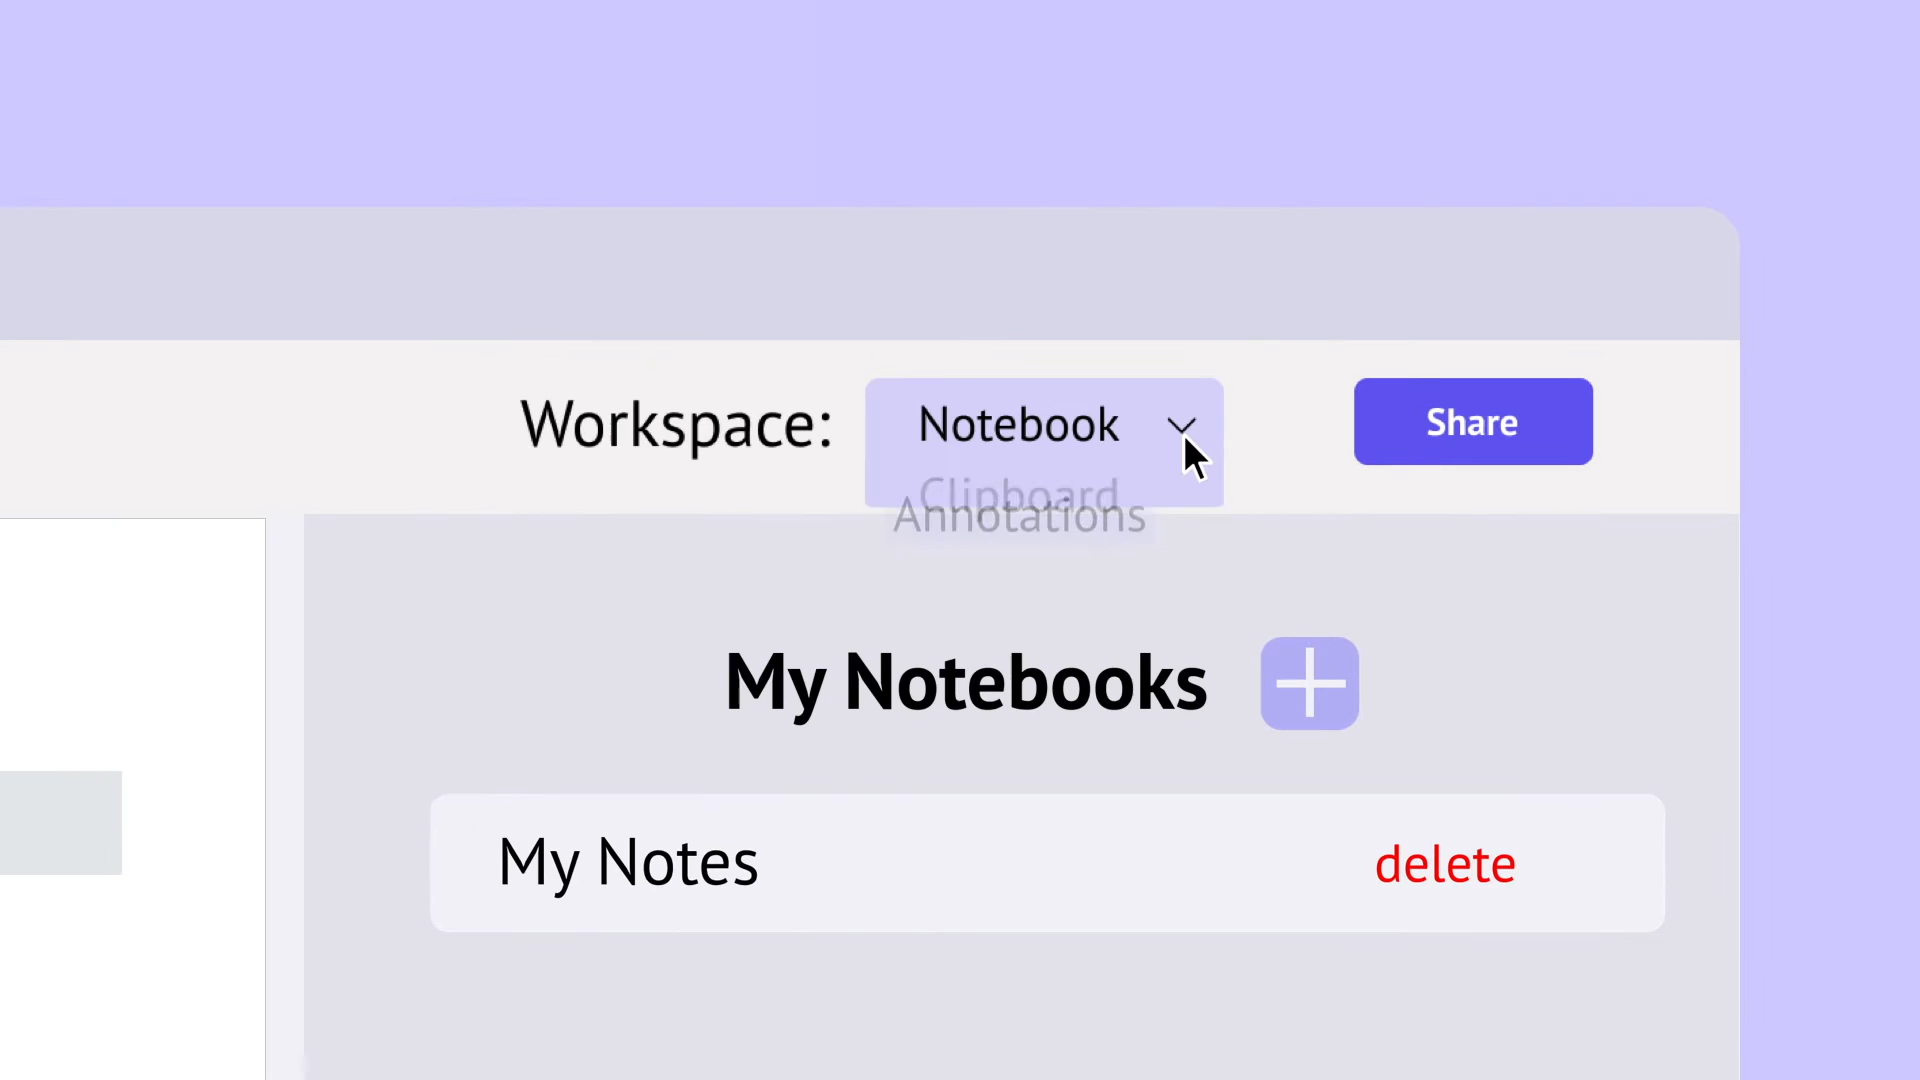 Workspace:
Notebook
Share
Clipboard
Annotations
My Notebooks
My Notes
delete